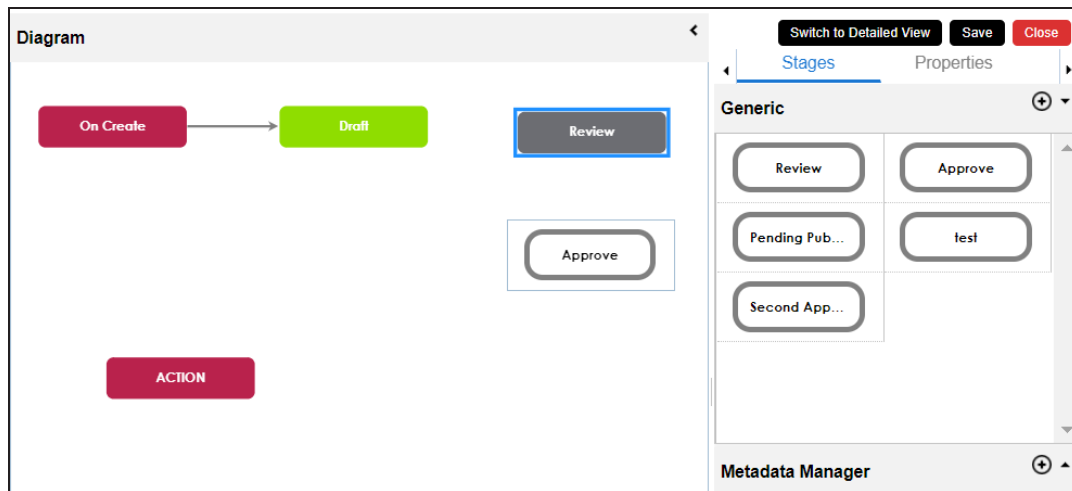 Diagram
Switch to Detailed View Save Close
Stages Properties
Generic
On Create Draft Review
Review Approve
Approve
Pending Pub... test
Second App...
ACTION
Metadata Manager